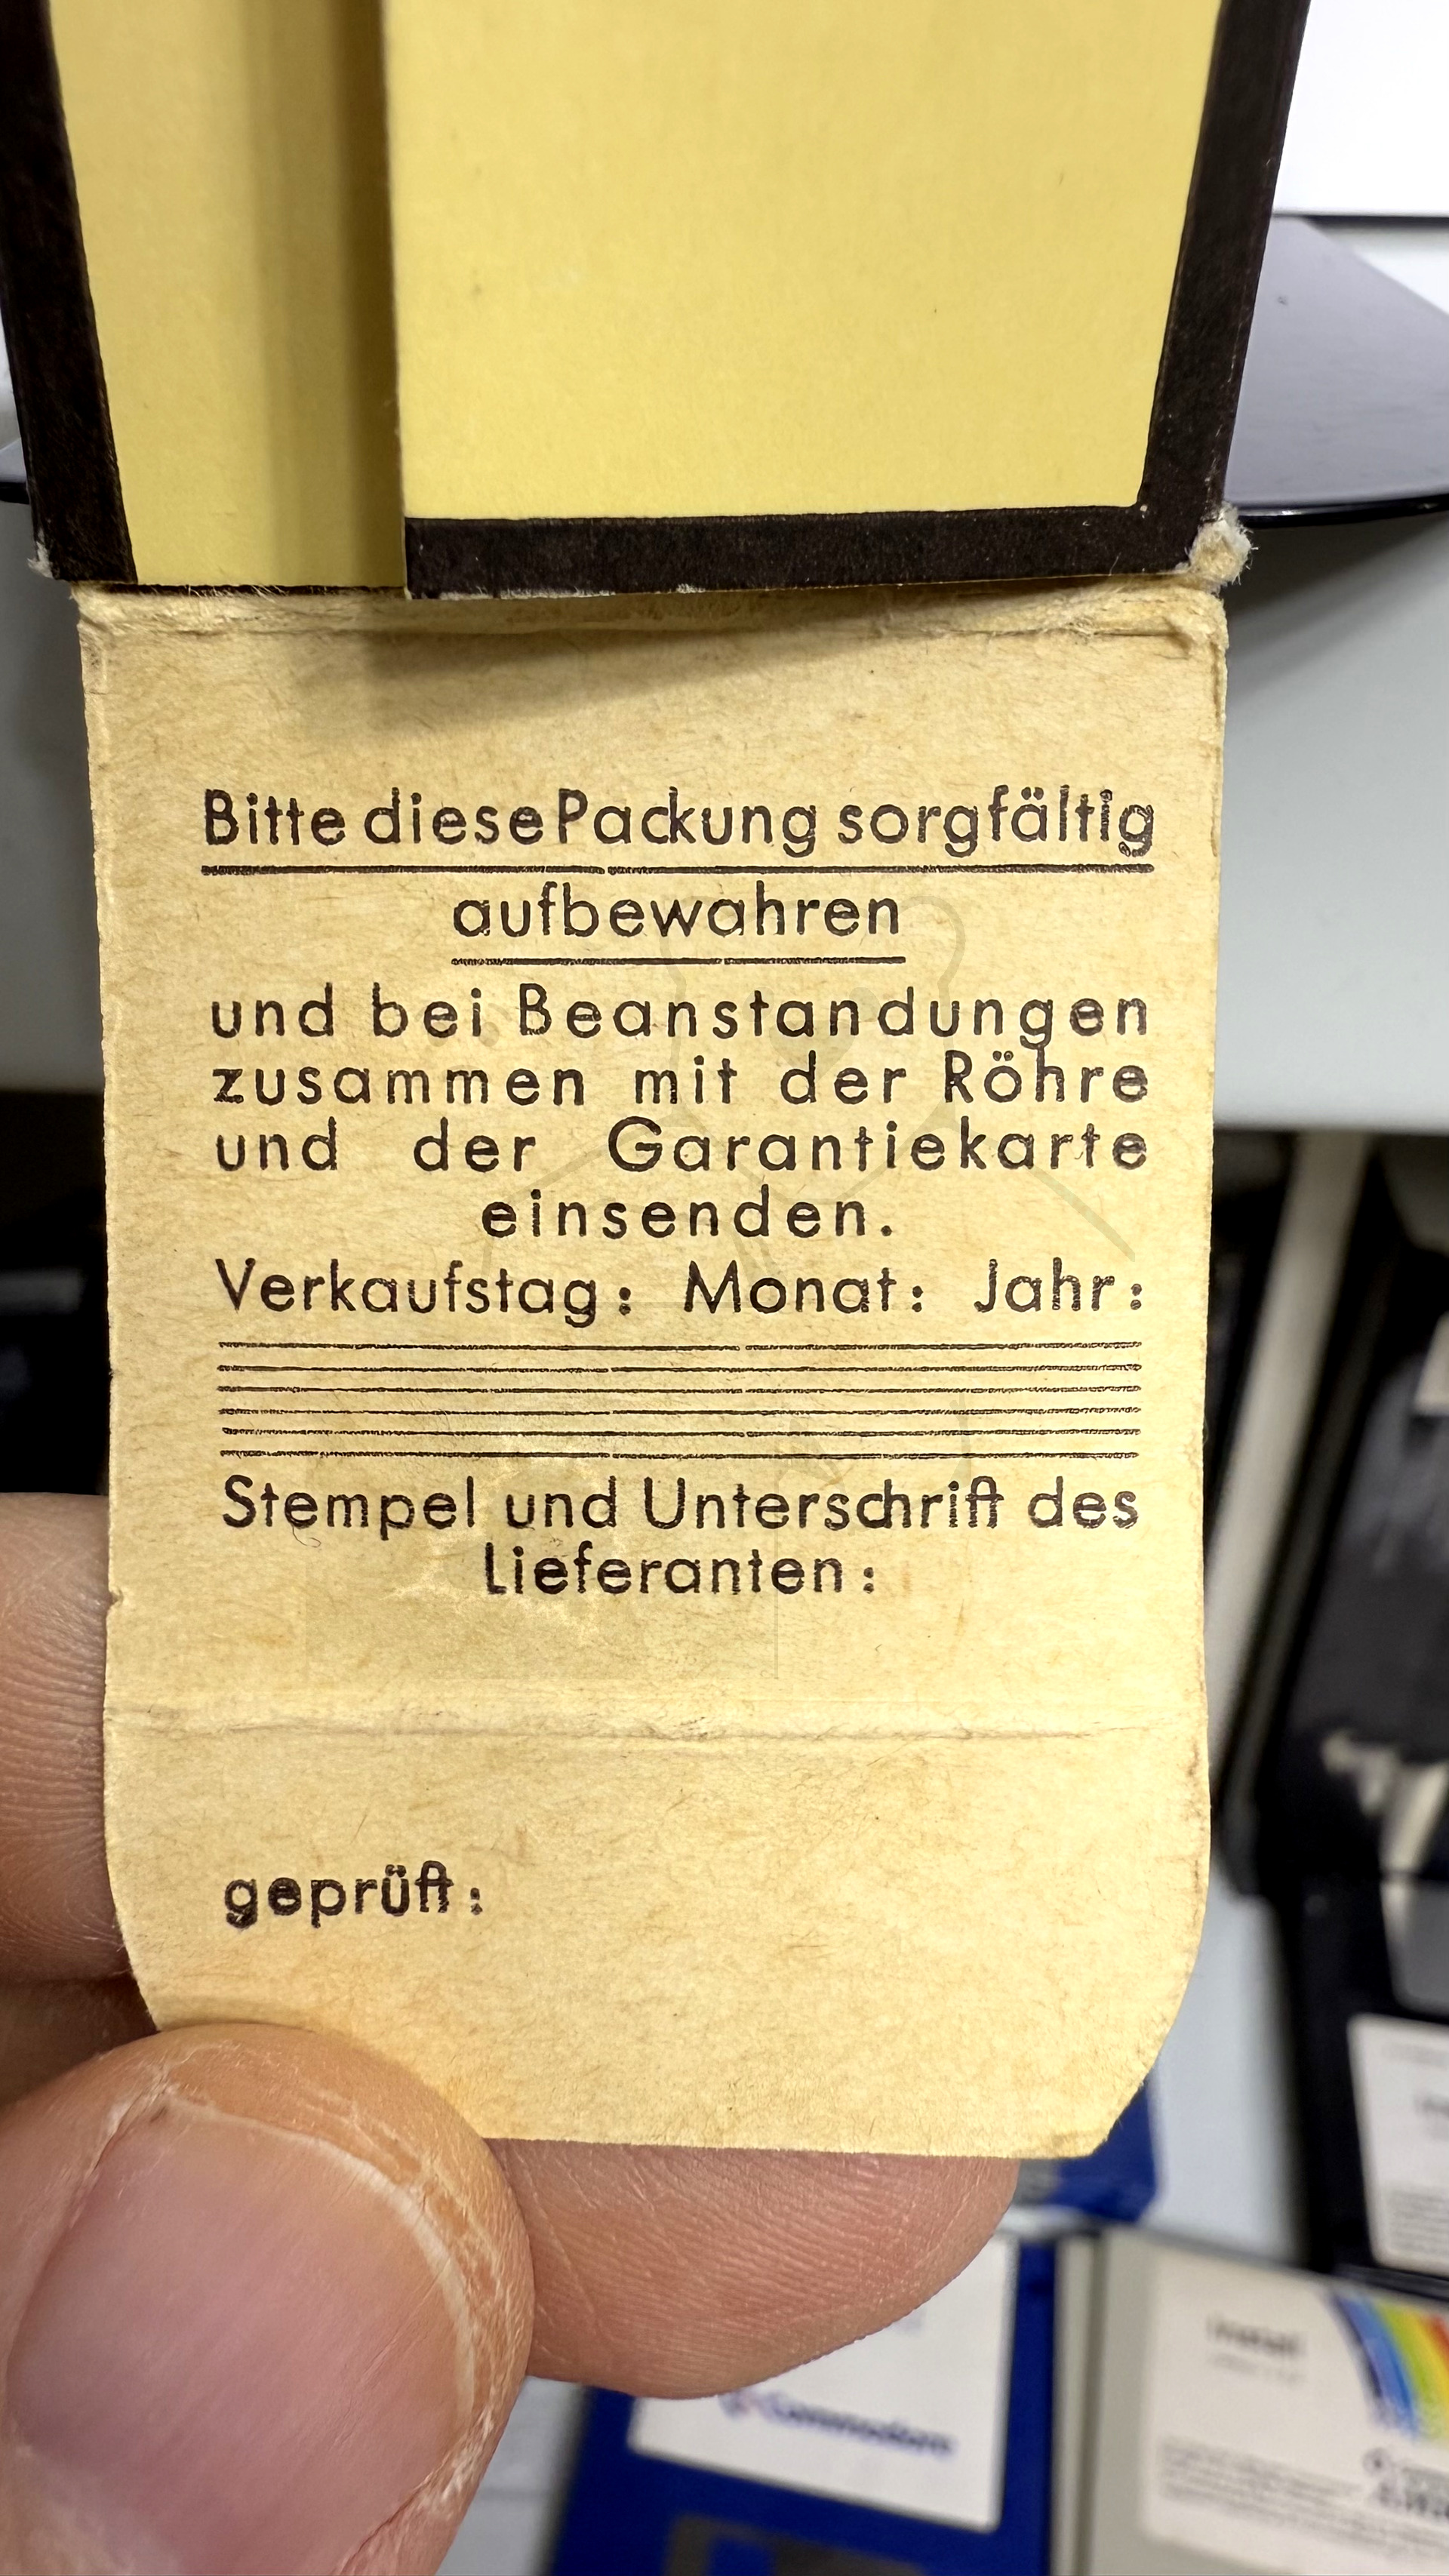 Bitte diese Packung sorgfältig
aufbewahren
und bei Beanstandungen
zusammen mit der Röhre
und der Garantiekarte
einsenden.
Verkaufstag: Monat: Jahr:
Stempel und Unterschrift des
Lieferanten:
geprüft:
Commodore